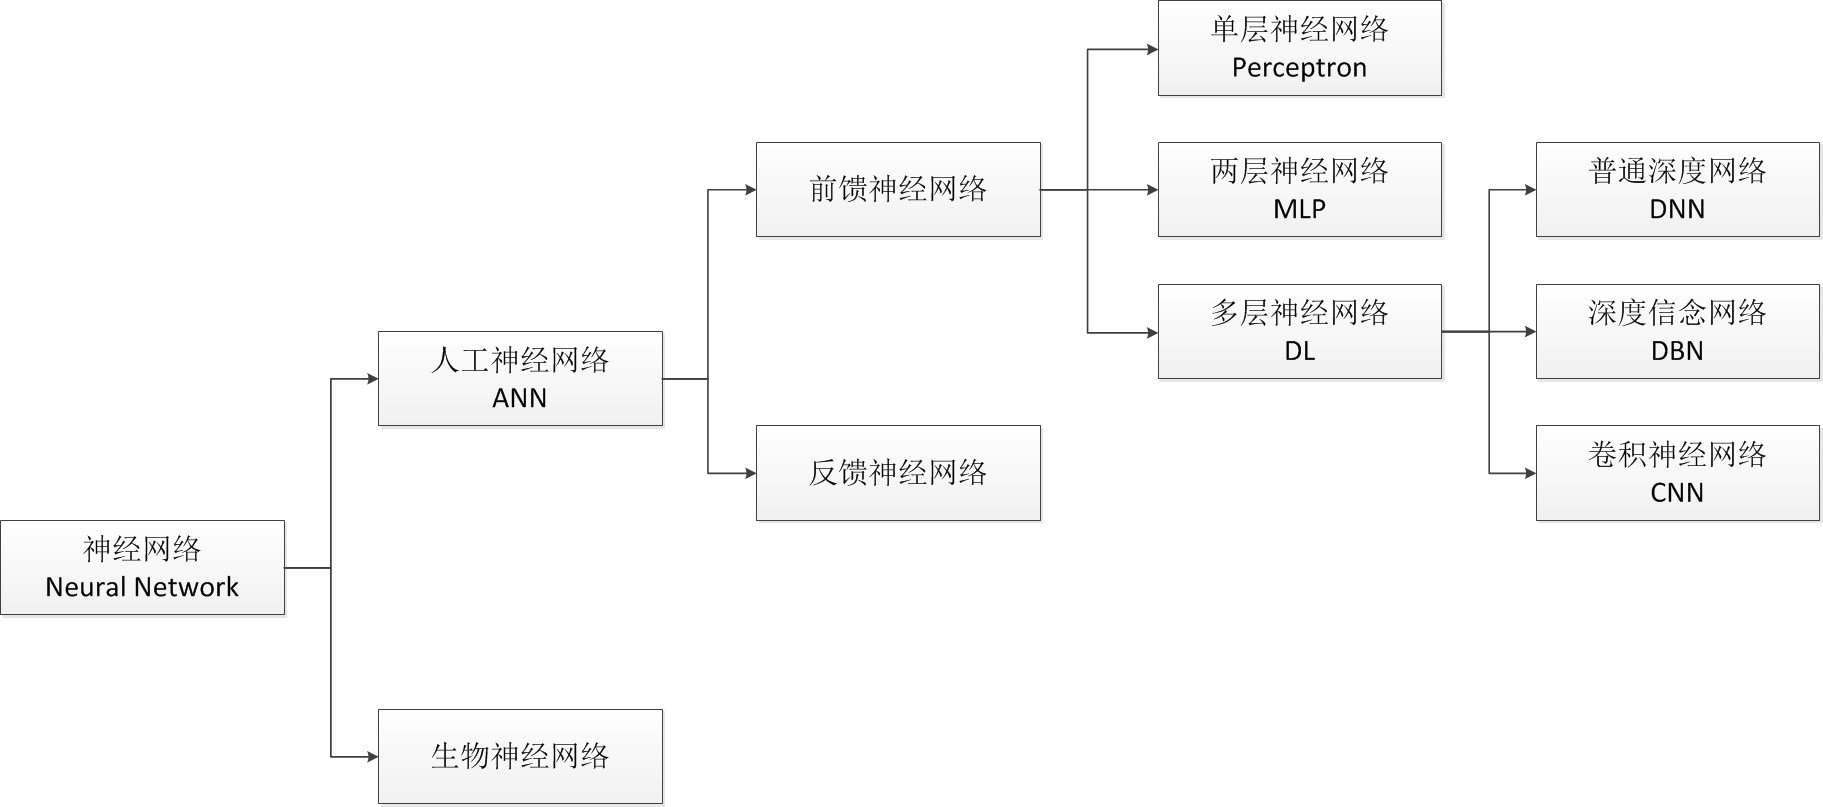 单层神经网络
Perceptron
前馈神经网络
两层神经网络
MLP
普通深度网络
DNN
多层神经网络
DL
深度信念网络
DBN
人工神经网络
ANN
反馈神经网络
卷积神经网络
CNN
神经网络
Neural Network
生物神经网络